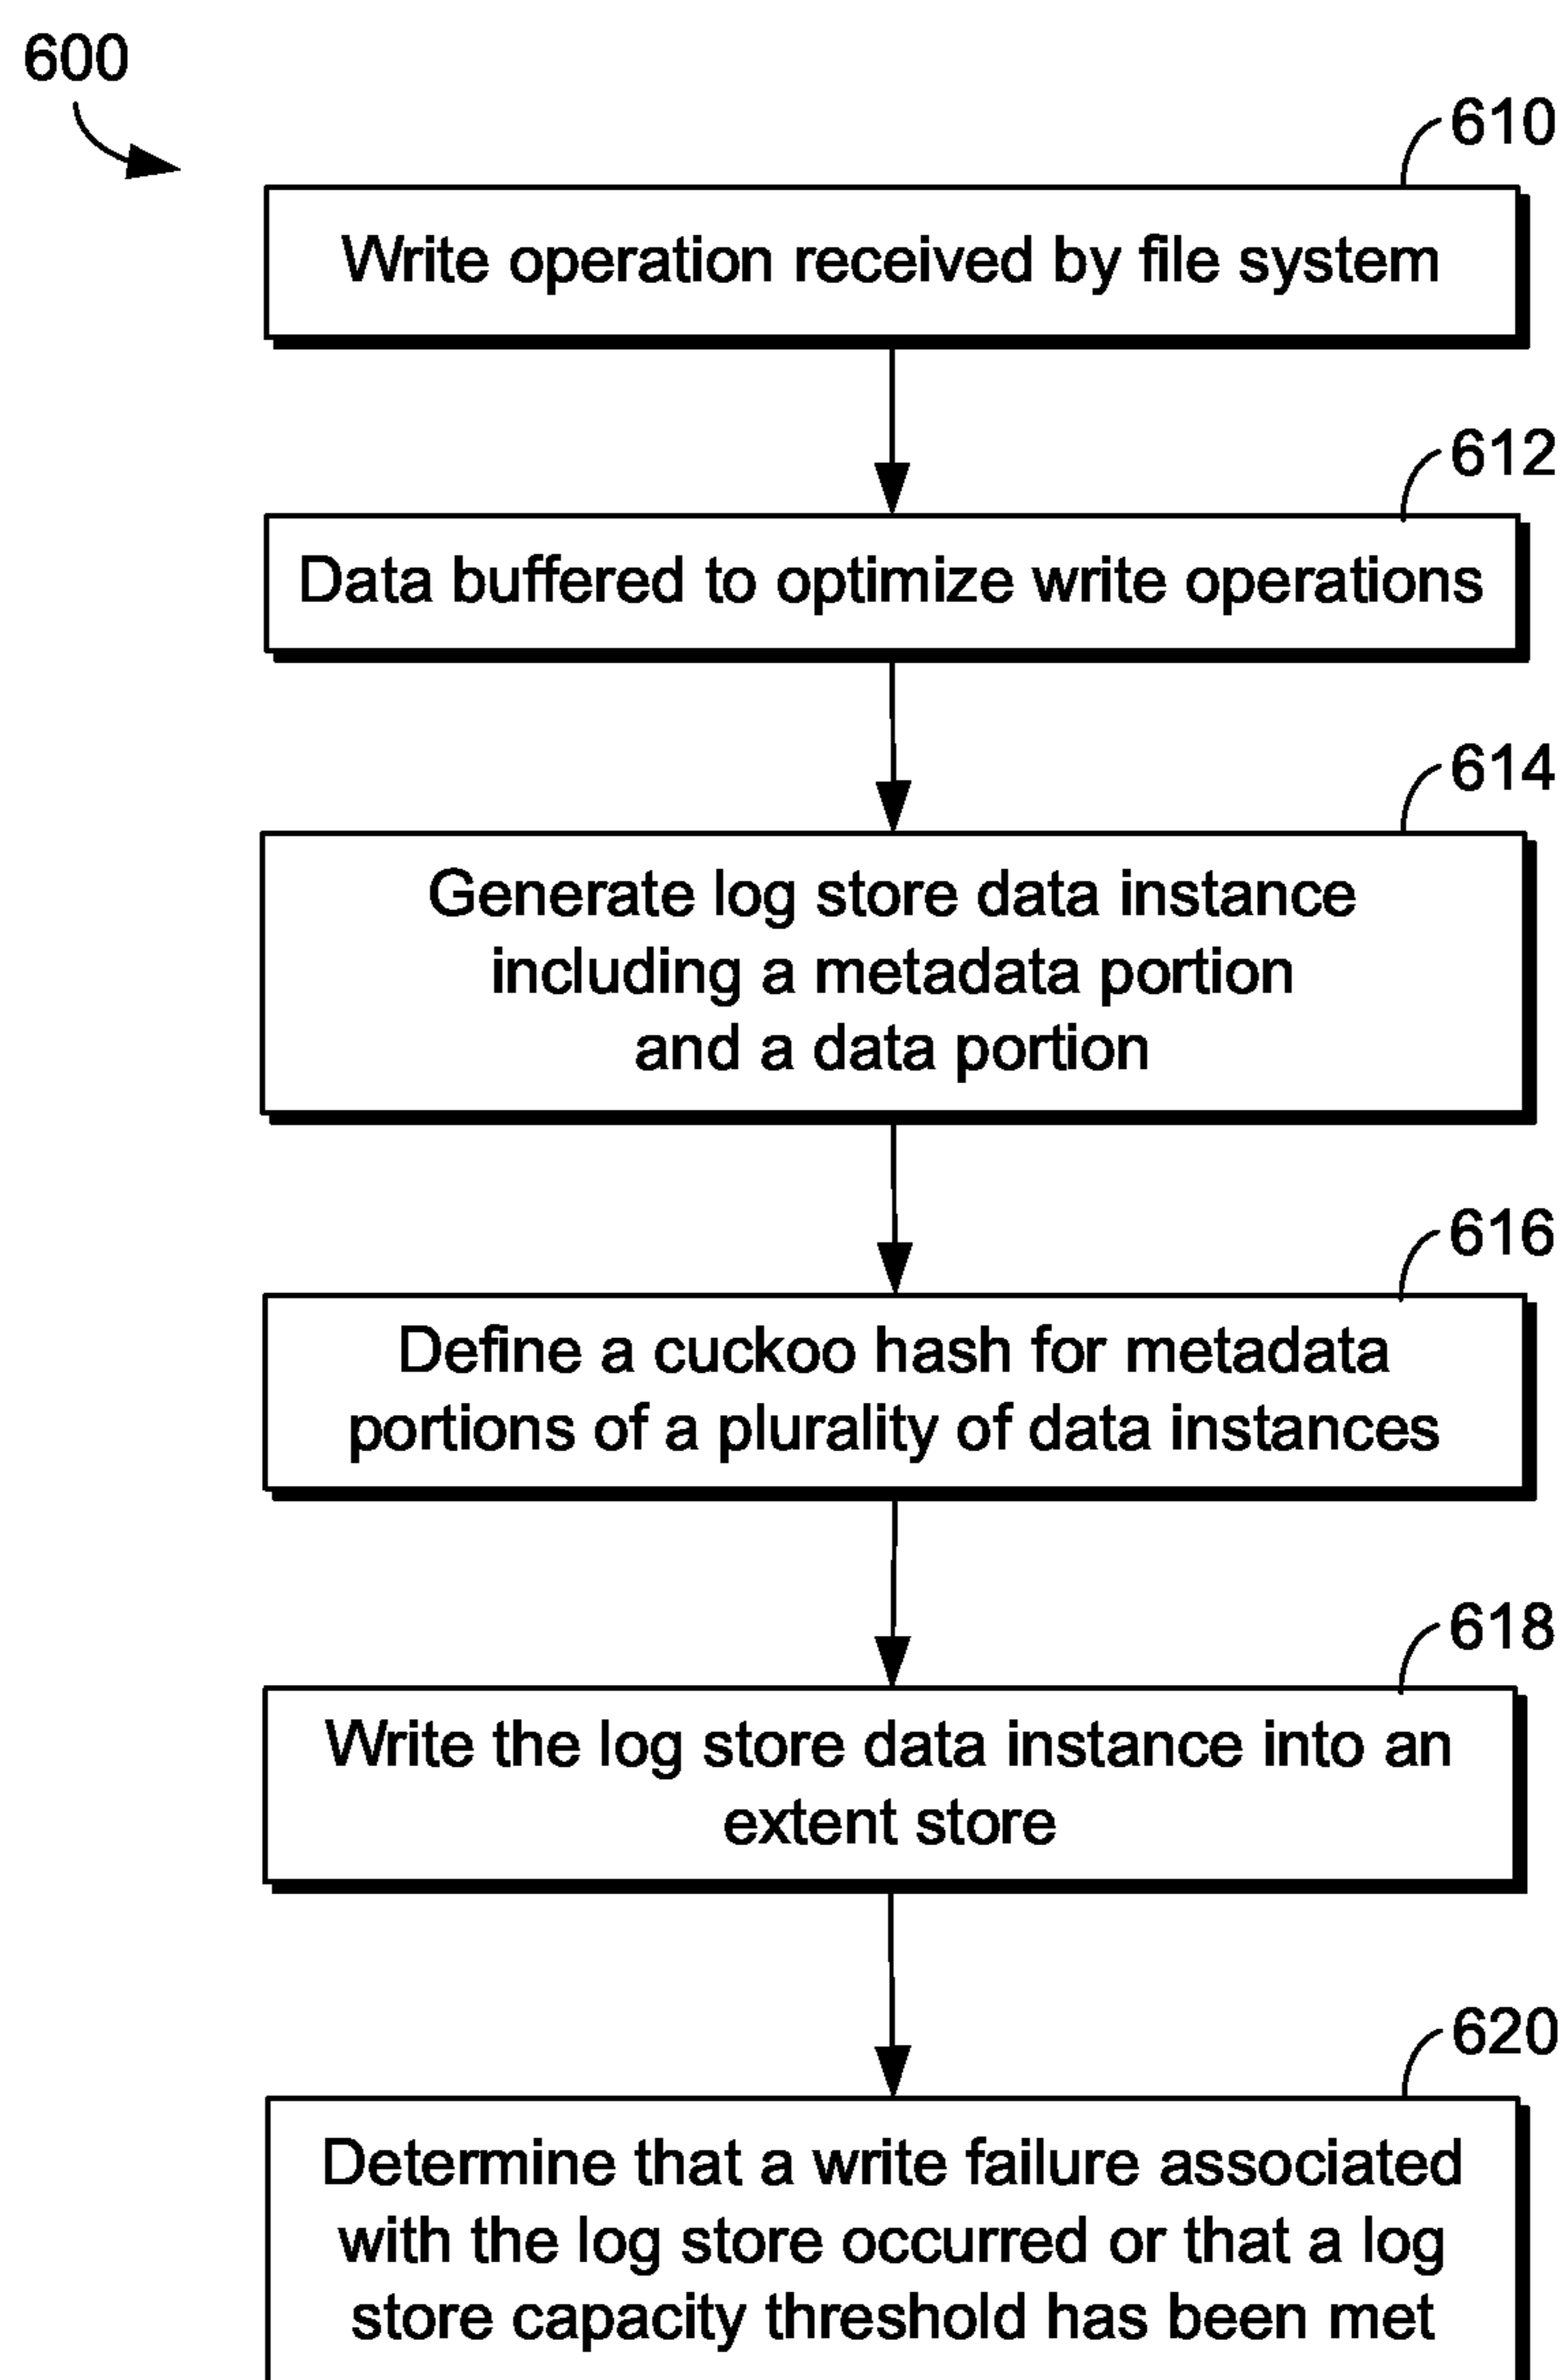 600
610
Write operation received by file system
612
Data buffered to optimize write operations
614
Generate log store data instance
including a metadata portion
and a data portion
616
Define a cuckoo hash for metadata
portions of a plurality of data instances
618
Write the log store data instance into an
extent store
620
Determine that a write failure associated
with the log store occurred or that a log
store capacity threshold has been met